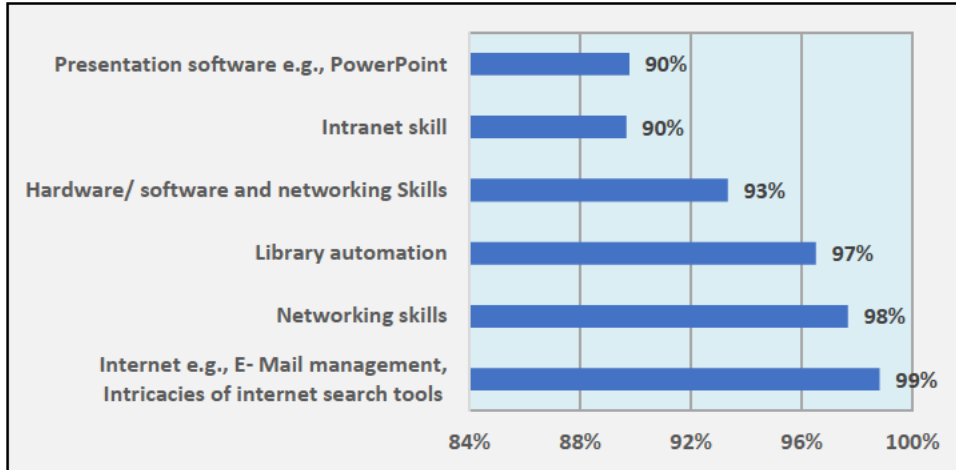 Presentation software e.g., PowerPoint
90%
Intranet skill
90%
Hardware/ software and networking Skills
93%
Library automation
97%
Networking skills
98%
Internet e.g., E- Mail management,
Intricacies of internet search tools
99%
84% 88% 92% 96% 100%